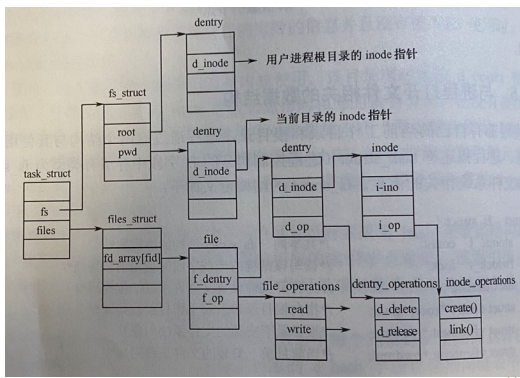 dentry
d_inode
用户进程根目录的 inode 指针
fs_struct
root
pwd
dentry
d_inode
当前目录的 inode 指针
task_struct
fs
files
files_struct
fd_array[fid]
file
f_dentry
f_op
dentry
d_inode
d_op
inode
i-ino
i_op
file_operations
read
write
dentry_operations
d_delete
d_release
inode_operations
create()
link()